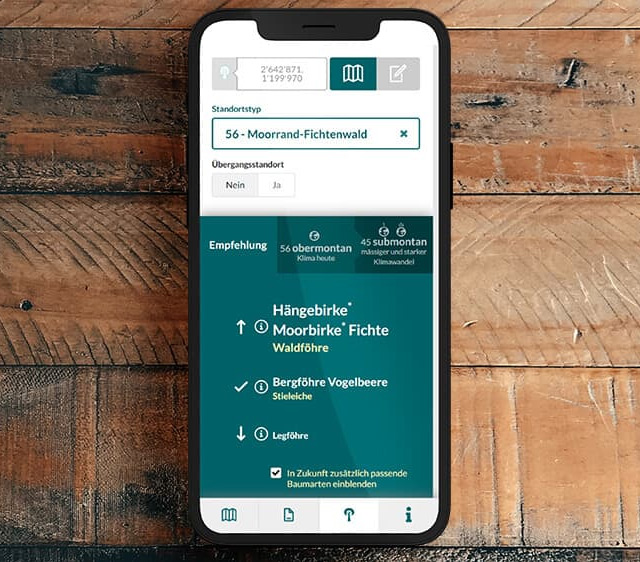 2'642'871,
1'199'970
Standortstyp
56 - Moorrand-Fichtenwald
Übergangsstandort
Nein Ja
Empfehlung
56 obermontan
Klima heute
45 submontan
mässiger und starker
Klimawandel
Hängebirke*
Moorbirke* Fichte
Waldföhre
Bergföhre Vogelbeere
Stieleiche
Legföhre
In Zukunft zusätzlich passende
Baumarten einblenden